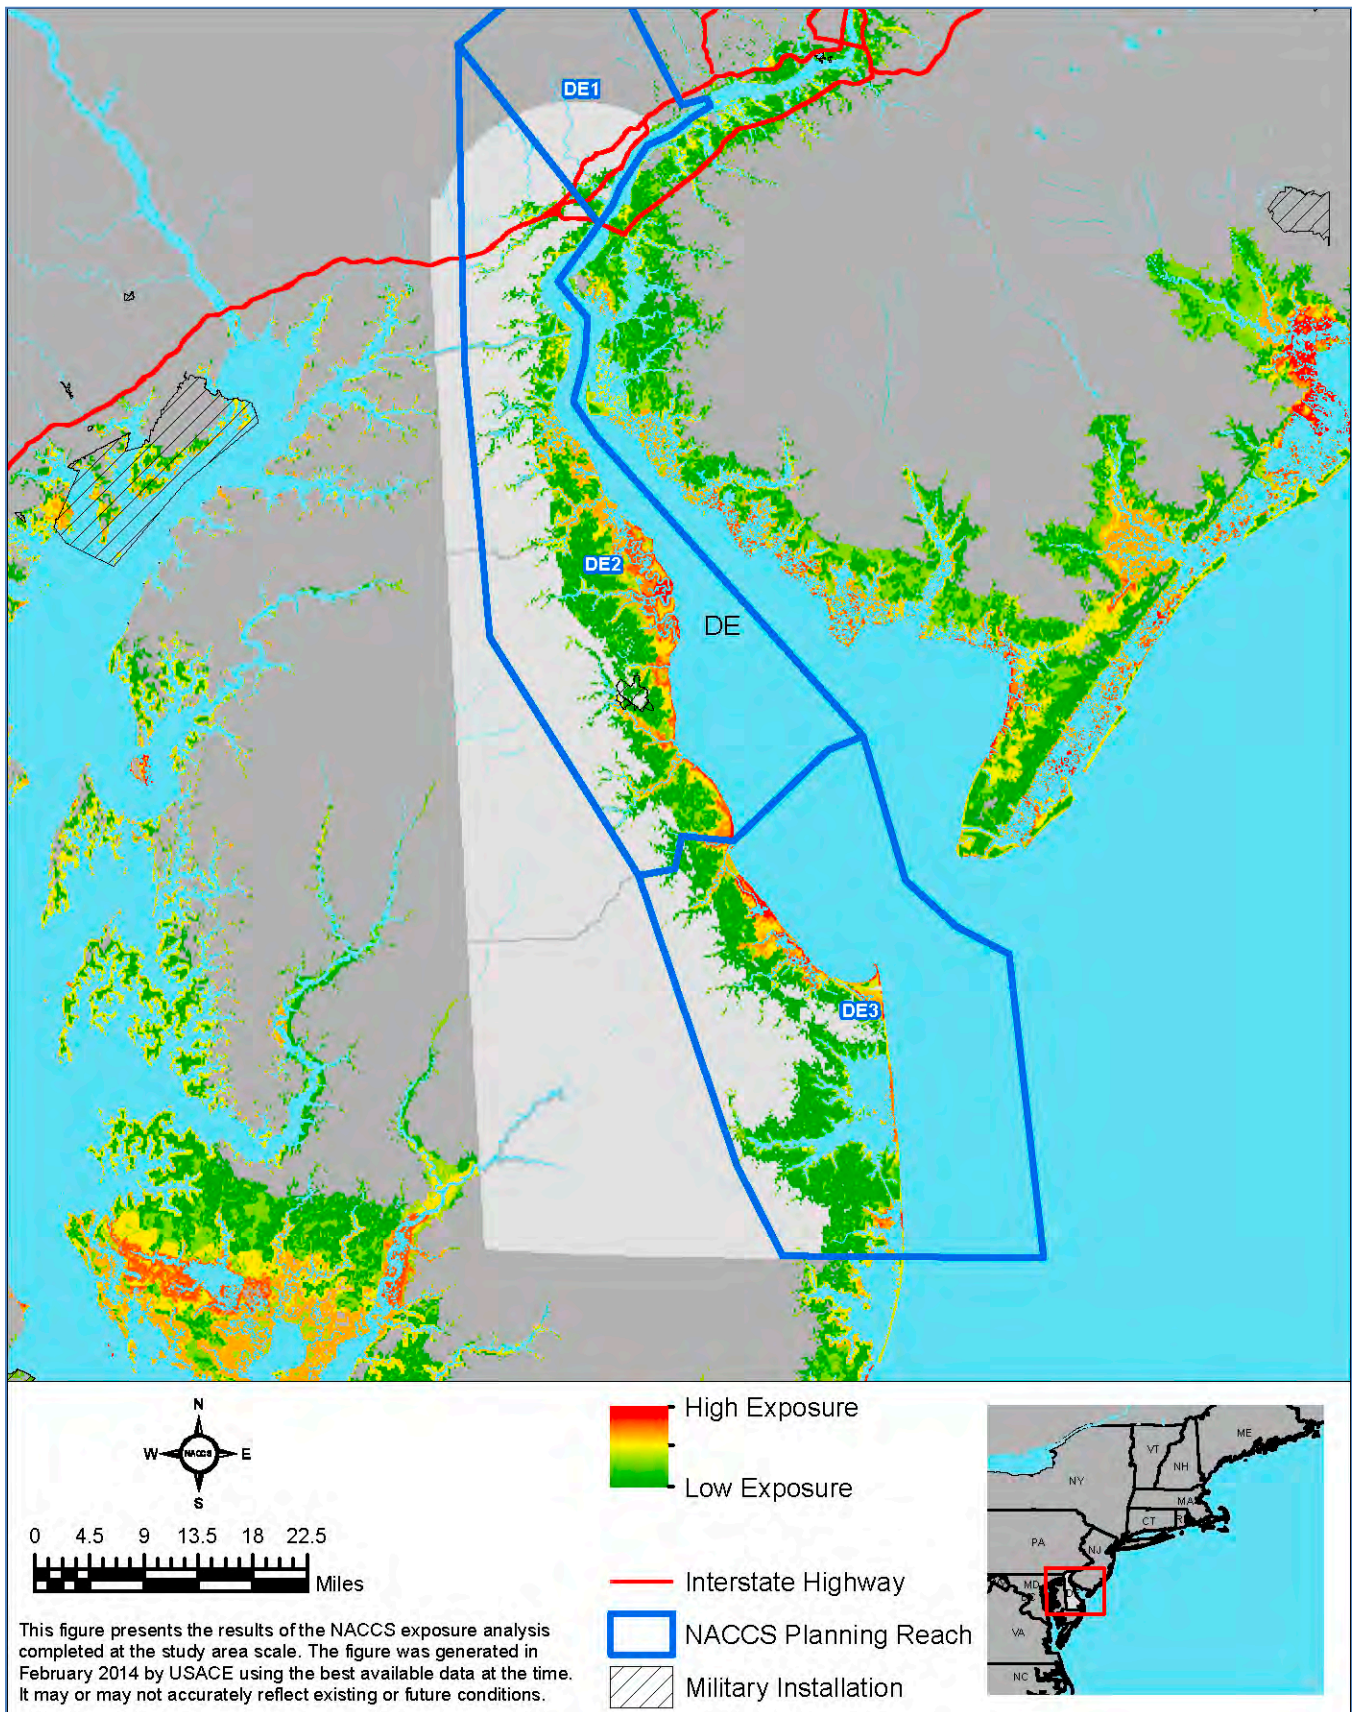 DE1
DE2
DE
DE3
N
W NACCS E
S
0 4.5 9 13.5 18 22.5
Miles
This figure presents the results of the NACCS exposure analysis
completed at the study area scale. The figure was generated in
February 2014 by USACE using the best available data at the time.
It may or may not accurately reflect existing or future conditions.
High Exposure
Low Exposure
Interstate Highway
NACCS Planning Reach
Military Installation
ME
VT
NH
NY
MA
CT
RI
PA
NJ
MD
DE
VA
NC